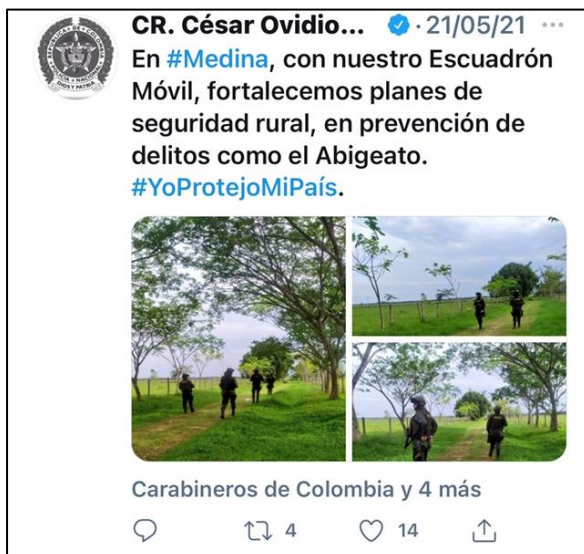 CR. César Ovidio... · 21/05/21 ...
En #Medina, con nuestro Escuadrón
Móvil, fortalecemos planes de
seguridad rural, en prevención de
delitos como el Abigeato.
#YoProtejoMiPaís.
Carabineros de Colombia y 4 más
4 14